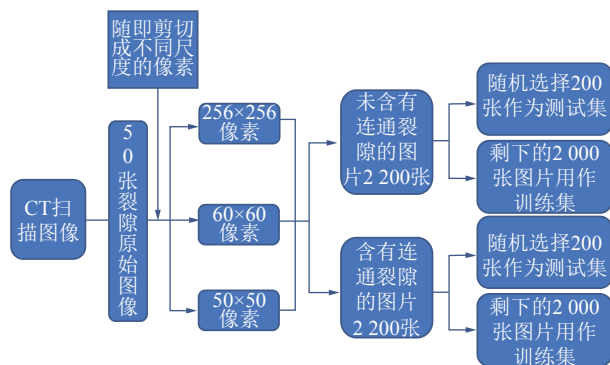 随即剪切
成不同尺
度的像素
CT扫
描图像
5
0
张
裂
隙
原
始
图
像
256×256
像素
60×60
像素
50×50
像素
未含有
连通裂
隙的图
片2 200张
含有连
通裂隙
的图片
2 200张
随机选择200
张作为测试集
剩下的2 000
张图片用作
训练集
随机选择200
张作为测试集
剩下的2 000
张图片用作
训练集